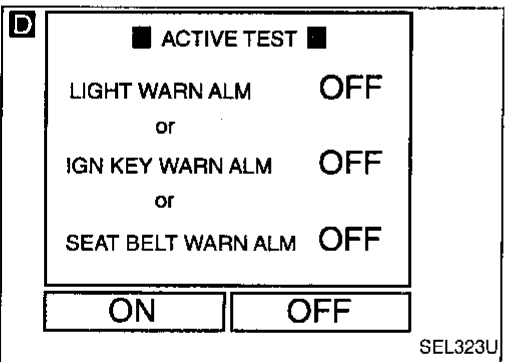 D
ACTIVE TEST
LIGHT WARN ALM OFF
or
IGN KEY WARN ALM OFF
or
SEAT BELT WARN ALM OFF
ON OFF
SEL323U